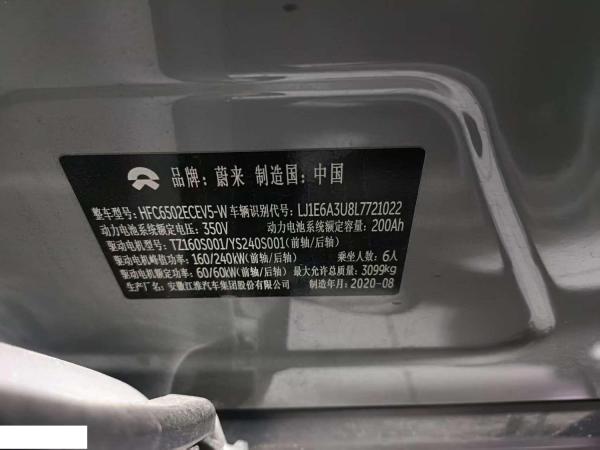 品牌：蔚来 制造国：中国
整车型号：HFC6502ECEV5-W 车辆识别代号：LJ1E6A3U8L7721022
动力电池系统额定电压：350V 动力电池系统额定容量：200Ah
驱动电机型号：TZ160S001/YS240S001(前轴/后轴)
驱动电机峰值功率：160/240kW(前轴/后轴) 乘坐人数：6人
驱动电机额定功率：60/60kW(前轴/后轴) 最大允许总质量：3099kg
生产厂名：安徽江淮汽车集团股份有限公司 制造年月：2020-08